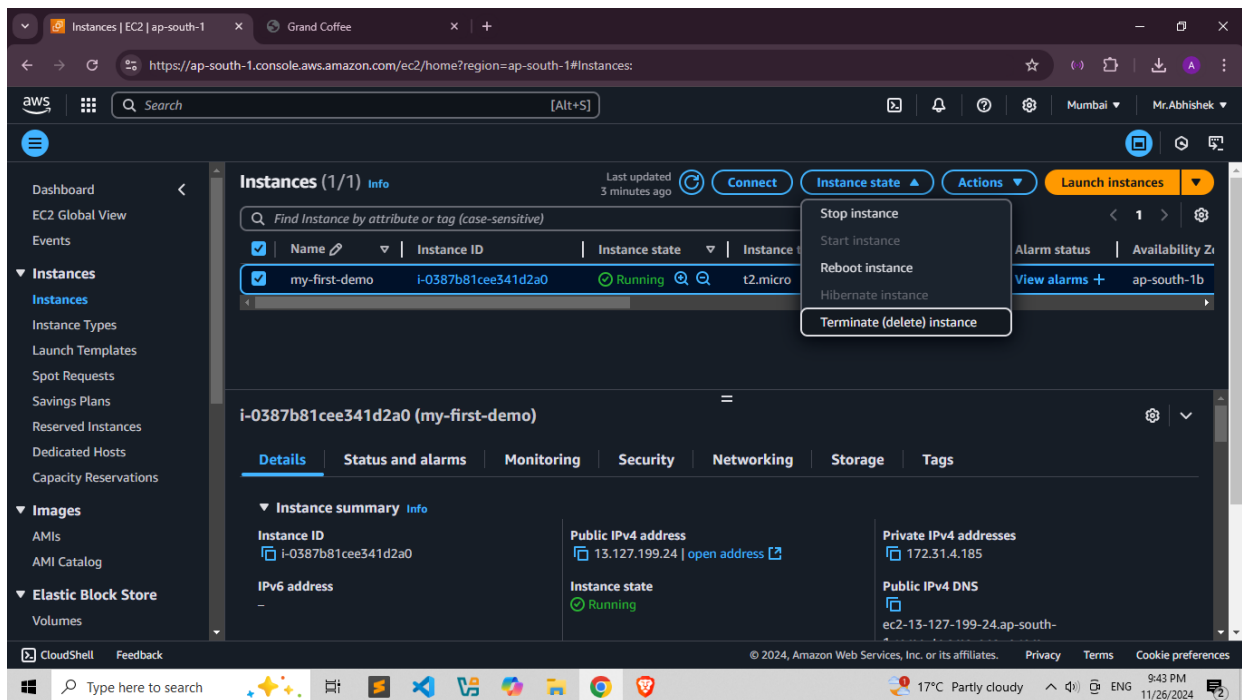 Instances | EC2 | ap-south-1
Grand Coffee
https://ap-south-1.console.aws.amazon.com/ec2/home?region=ap-south-1#Instances:
A
aws
Search
[Alt+S]
Mumbai
Mr.Abhishek
Dashboard
EC2 Global View
Events
Instances
Instances
Instance Types
Launch Templates
Spot Requests
Savings Plans
Reserved Instances
Dedicated Hosts
Capacity Reservations
Images
AMIs
AMI Catalog
Elastic Block Store
Volumes
Instances (1/1) Info
Last updated
3 minutes ago
Connect
Instance state
Actions
Launch instances
Find Instance by attribute or tag (case-sensitive)
1
Stop instance
Start instance
Reboot instance
Hibernate instance
Terminate (delete) instance
Name
Instance ID
Instance state
Instance t
Alarm status
Availability Z
my-first-demo
i-0387b81cee341d2a0
Running
t2.micro
View alarms +
ap-south-1b
i-0387b81cee341d2a0 (my-first-demo)
Details
Status and alarms
Monitoring
Security
Networking
Storage
Tags
Instance summary Info
Instance ID
i-0387b81cee341d2a0
Public IPv4 address
13.127.199.24 | open address
Private IPv4 addresses
172.31.4.185
IPv6 address
–
Instance state
Running
Public IPv4 DNS
ec2-13-127-199-24.ap-south-
CloudShell
Feedback
© 2024, Amazon Web Services, Inc. or its affiliates.
Privacy
Terms
Cookie preferences
Type here to search
17°C Partly cloudy
ENG
9:43 PM
11/26/2024
2